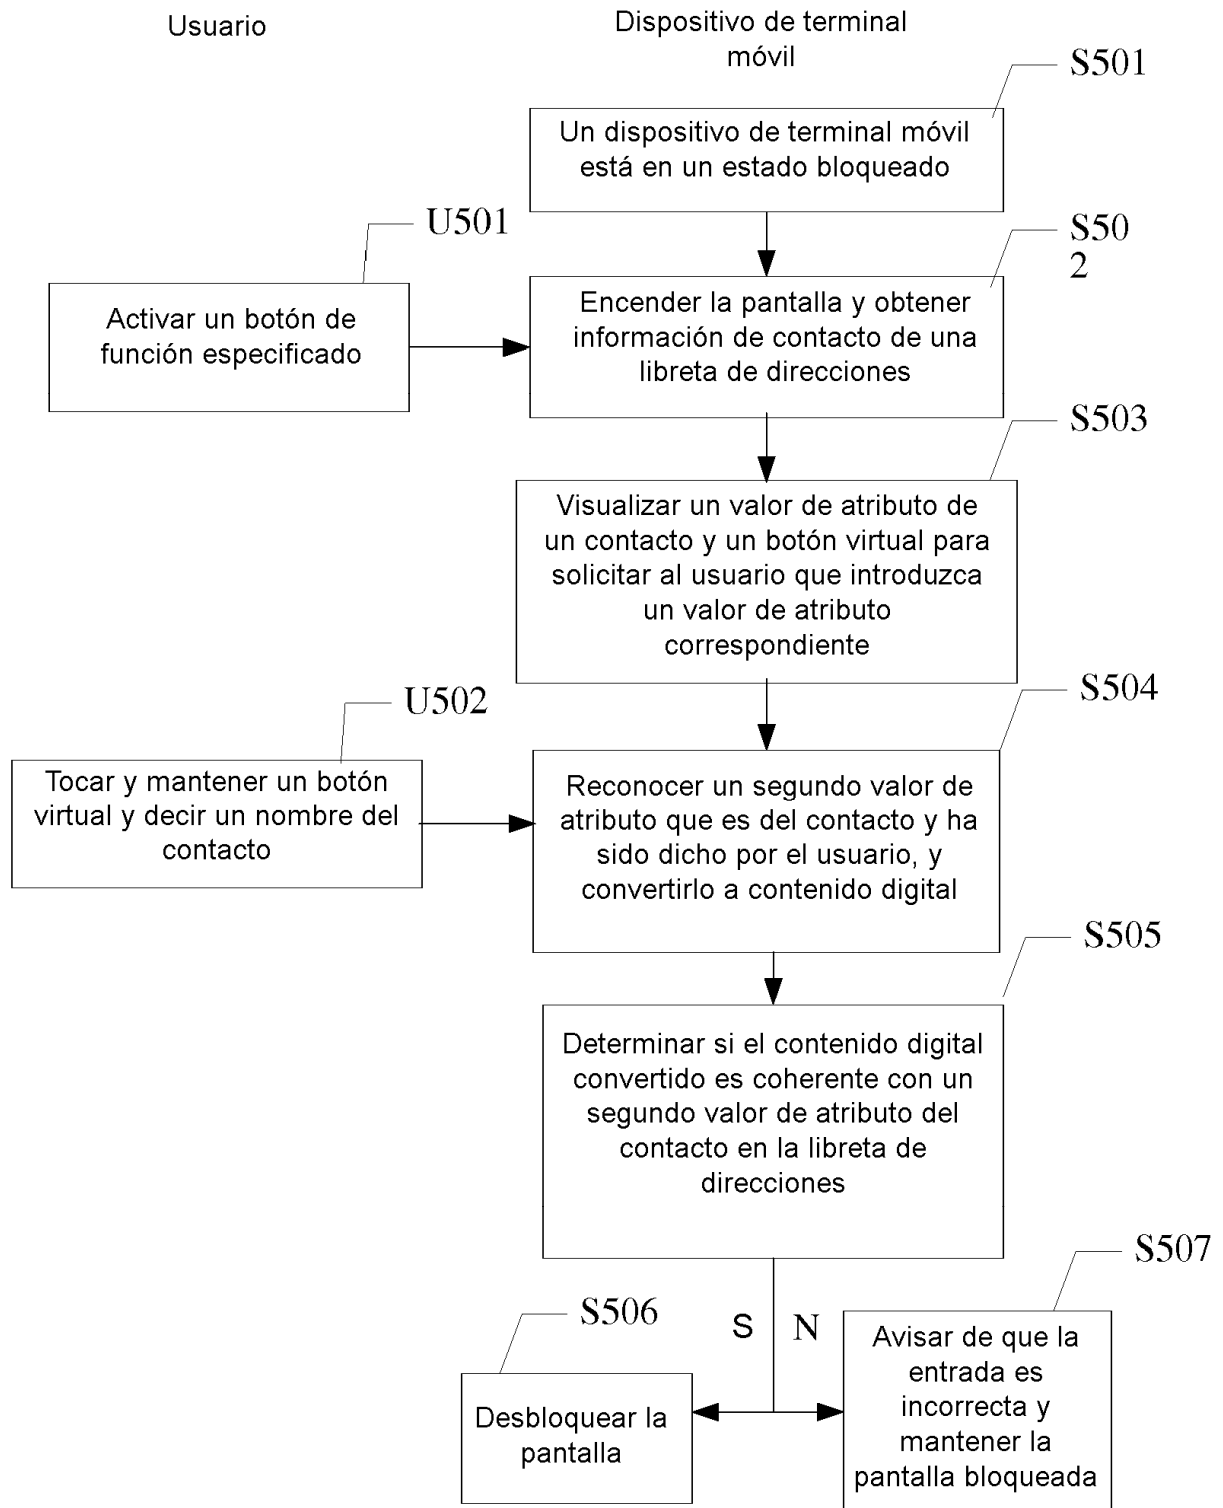 Usuario
Dispositivo de terminal
móvil
S501
Un dispositivo de terminal móvil
está en un estado bloqueado
U501
S50
2
Activar un botón de
función especificado
Encender la pantalla y obtener
información de contacto de una
libreta de direcciones
S503
Visualizar un valor de atributo de
un contacto y un botón virtual para
solicitar al usuario que introduzca
un valor de atributo
correspondiente
U502
S504
Tocar y mantener un botón
virtual y decir un nombre del
contacto
Reconocer un segundo valor de
atributo que es del contacto y ha
sido dicho por el usuario, y
convertirlo a contenido digital
S505
Determinar si el contenido digital
convertido es coherente con un
segundo valor de atributo del
contacto en la libreta de
direcciones
S507
S506
S
N
Avisar de que la
entrada es
incorrecta y
mantener la
pantalla bloqueada
Desbloquear la
pantalla